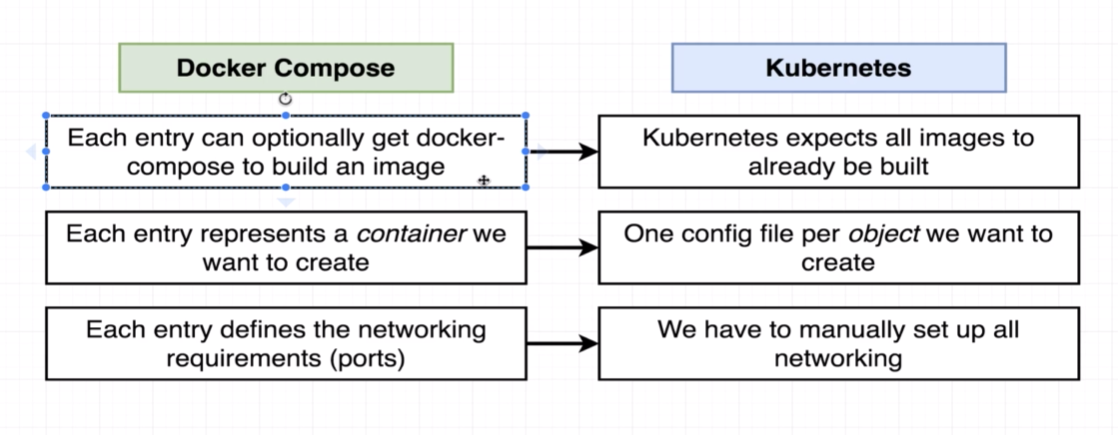 Docker Compose
Kubernetes
Each entry can optionally get docker-
compose to build an image
Kubernetes expects all images to
already be built
Each entry represents a container we
want to create
One config file per object we want to
create
Each entry defines the networking
requirements (ports)
We have to manually set up all
networking